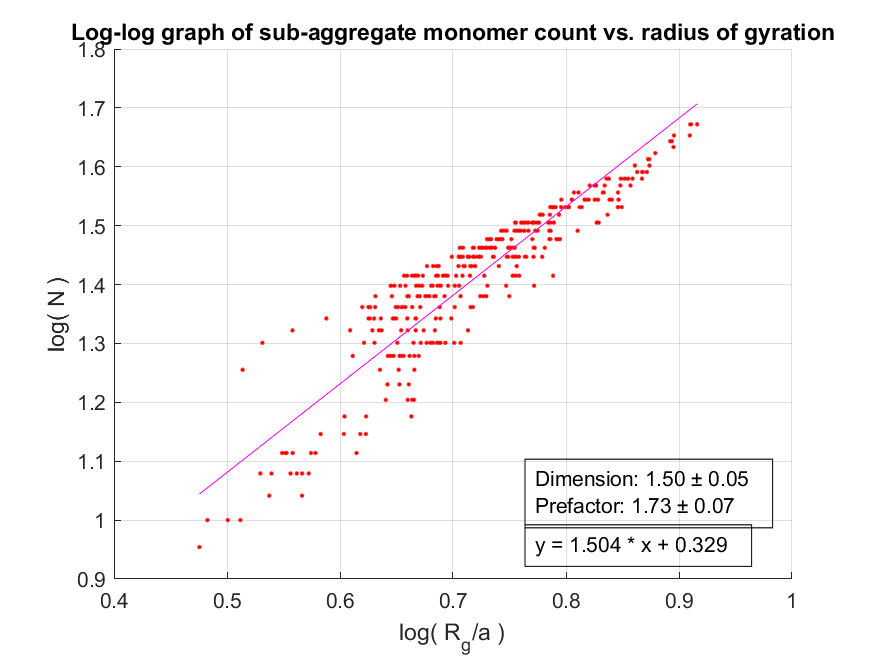 Log-log graph of sub-aggregate monomer count vs. radius of gyration
1.8
1.7
1.6
1.5
1.4
1.3
1.2
1.1
1
0.9
log( N )
Dimension: 1.50 ± 0.05
Prefactor: 1.73 ± 0.07
y = 1.504 * x + 0.329
0.4 0.5 0.6 0.7 0.8 0.9 1
log( R_g/a )